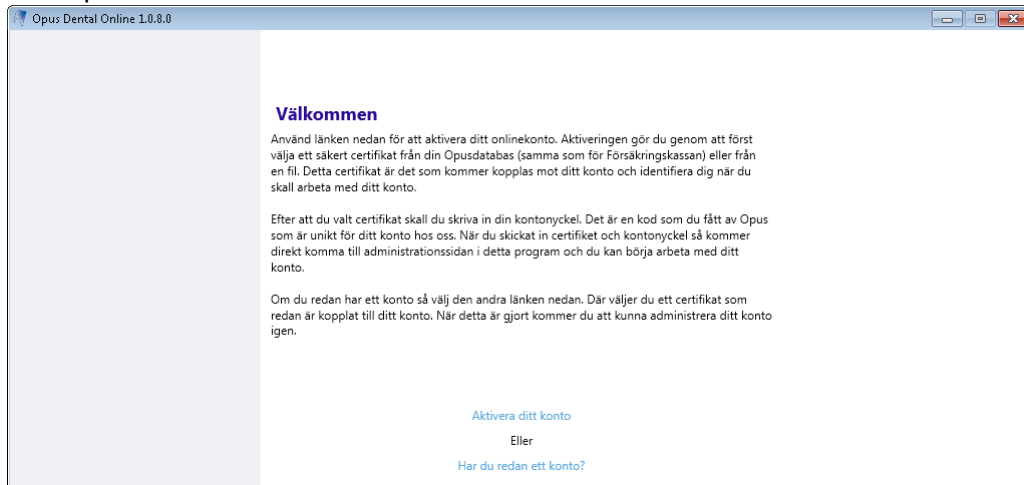 Opus Dental Online 1.0.8.0
Välkommen
Använd länken nedan för att aktivera ditt onlinekonto. Aktiveringen gör du genom att först
välja ett säkert certifikat från din Opusdatabas (samma som för Försäkringskassan) eller från
en fil. Detta certifikat är det som kommer kopplas mot ditt konto och identifiera dig när du
skall arbeta med ditt konto.
Efter att du valt certifikat skall du skriva in din kontonyckel. Det är en kod som du fått av Opus
som är unikt för ditt konto hos oss. När du skickat in certifiket och kontonyckel så kommer
direkt komma till administrationssidan i detta program och du kan börja arbeta med ditt
konto.
Om du redan har ett konto så välj den andra länken nedan. Där väljer du ett certifikat som
redan är kopplat till ditt konto. När detta är gjort kommer du att kunna administrera ditt konto
igen.
Aktivera ditt konto
Eller
Har du redan ett konto?